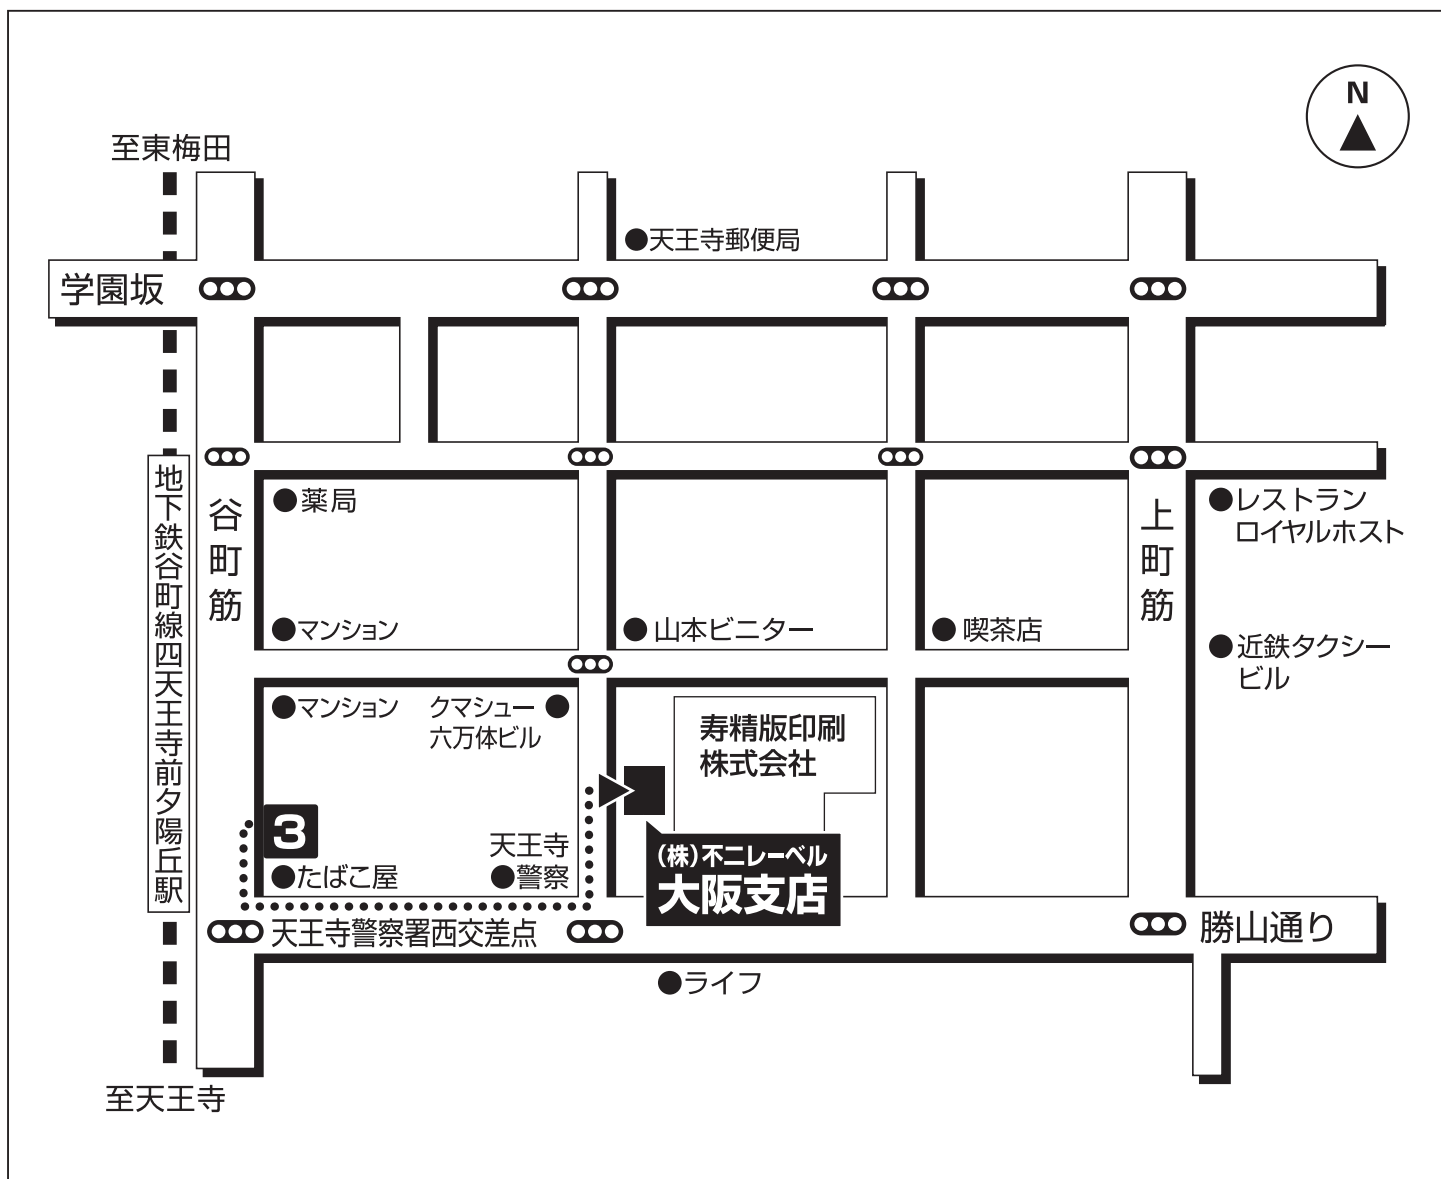 N
至東梅田
●天王寺郵便局
学園坂
地下鉄谷町線四天王寺前夕陽丘駅
谷町筋
●薬局
上町筋
●レストラン
ロイヤルホスト
●マンション
●山本ビニター
●喫茶店
●近鉄タクシー
ビル
●マンション
クマシュー●
六万体ビル
寿精版印刷
株式会社
3
●たばこ屋
天王寺
●警察
(株)不二レーベル
大阪支店
天王寺警察署西交差点
勝山通り
●ライフ
至天王寺